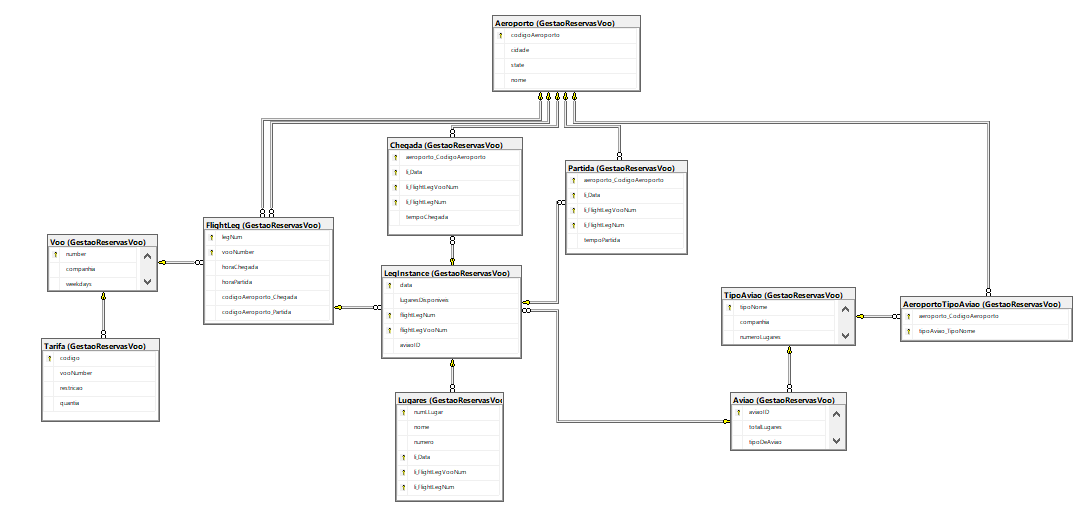 Aeroporto (GestaoReservasVoo)
codigoAeroporto
cidade
state
nome
Chegada (GestaoReservasVoo)
aeroporto_CodigoAeroporto
li_Data
li_FlightLegVooNum
li_FlightLegNum
tempoChegada
Partida (GestaoReservasVoo)
aeroporto_CodigoAeroporto
li_Data
li_FlightLegVooNum
li_FlightLegNum
tempoPartida
FlightLeg (GestaoReservasVoo)
legNum
vooNumber
horaChegada
horaPartida
codigoAeroporto_Chegada
codigoAeroporto_Partida
Voo (GestaoReservasVoo)
number
companhia
weekdays
LegInstance (GestaoReservasVoo)
data
lugaresDisponiveis
flightLegNum
flightLegVooNum
aviaoID
TipoAviao (GestaoReservasVoo)
tipoNome
companhia
numeroLugares
AeroportoTipoAviao (GestaoReservasVoo)
aeroporto_CodigoAeroporto
tipoAviao_TipoNome
Tarifa (GestaoReservasVoo)
codigo
vooNumber
restricao
quantia
Lugares (GestaoReservasVoo
numLLugar
nome
numero
li_Data
li_FlightLegVooNum
li_FlightLegNum
Aviao (GestaoReservasVoo)
aviaoID
totalLugares
tipoDeAviao